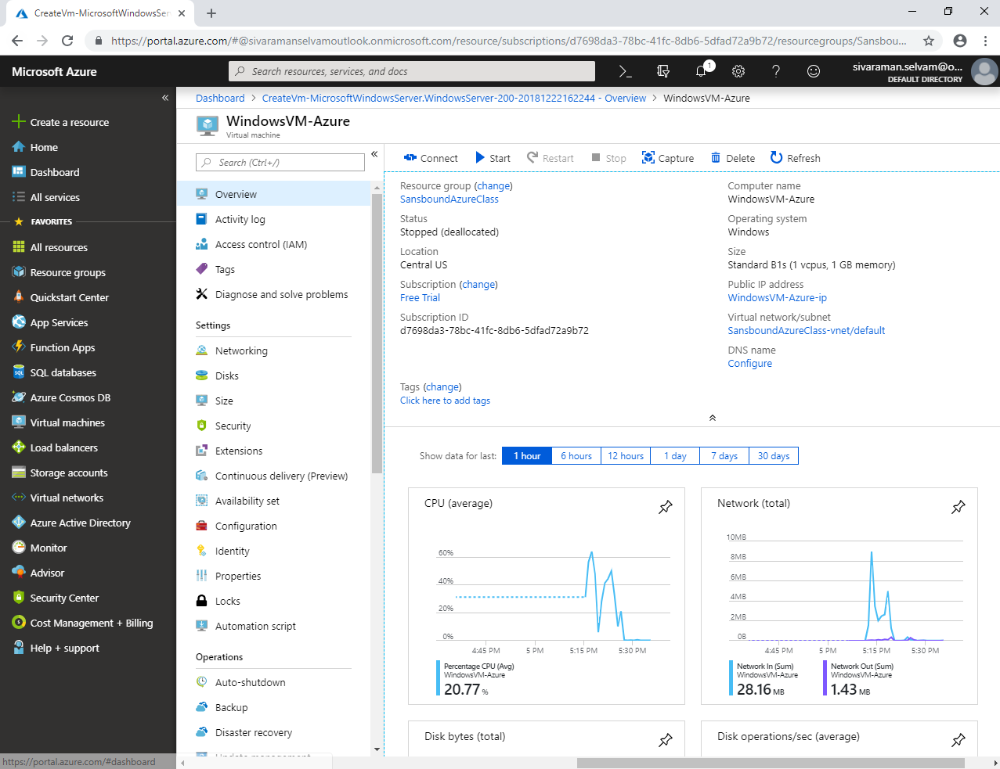 CreateVm-MicrosoftWindowsSer
https://portal.azure.com/#@sivaramanselvamoutlook.onmicrosoft.com/resource/subscriptions/d7698da3-78bc-41fc-8db6-5dfad72a9b72/resourcegroups/Sansbou...
Microsoft Azure
Search resources, services, and docs
1
sivaraman.selvam@o...
DEFAULT DIRECTORY
Dashboard > CreateVm-MicrosoftWindowsServer.WindowsServer-200-20181222162244 - Overview > WindowsVM-Azure
WindowsVM-Azure
Virtual machine
Create a resource
Home
Dashboard
All services
FAVORITES
All resources
Resource groups
Quickstart Center
App Services
Function Apps
SQL databases
Azure Cosmos DB
Virtual machines
Load balancers
Storage accounts
Virtual networks
Azure Active Directory
Monitor
Advisor
Security Center
Cost Management + Billing
Help + support
https://portal.azure.com/#dashboard
Search (Ctrl+/)
Overview
Activity log
Access control (IAM)
Tags
Diagnose and solve problems
Settings
Networking
Disks
Size
Security
Extensions
Continuous delivery (Preview)
Availability set
Configuration
Identity
Properties
Locks
Automation script
Operations
Auto-shutdown
Backup
Disaster recovery
Connect Start Restart Stop Capture Delete Refresh
Resource group (change)
SansboundAzureClass
Status
Stopped (deallocated)
Location
Central US
Subscription (change)
Free Trial
Subscription ID
d7698da3-78bc-41fc-8db6-5dfad72a9b72
Computer name
WindowsVM-Azure
Operating system
Windows
Size
Standard B1s (1 vcpus, 1 GB memory)
Public IP address
WindowsVM-Azure-ip
Virtual network/subnet
SansboundAzureClass-vnet/default
DNS name
Configure
Tags (change)
Click here to add tags
Show data for last: 1 hour 6 hours 12 hours 1 day 7 days 30 days
CPU (average)
60%
40%
20%
0%
4:45 PM 5 PM 5:15 PM 5:30 PM
Percentage CPU (Avg)
WindowsVM-Azure
20.77 %
Network (total)
10MB
8MB
6MB
4MB
2MB
0B
4:45 PM 5 PM 5:15 PM 5:30 PM
Network In (Sum)
WindowsVM-Azure
28.16 MB
Network Out (Sum)
WindowsVM-Azure
1.43 MB
Disk bytes (total)
Disk operations/sec (average)